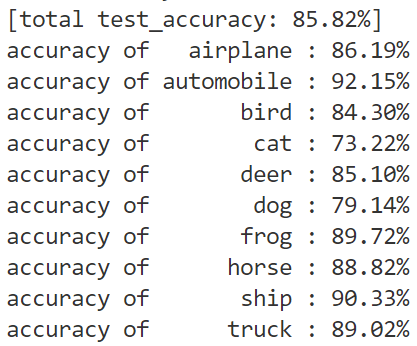 [total test_accuracy: 85.82%]
accuracy of   airplane : 86.19%
accuracy of automobile : 92.15%
accuracy of       bird : 84.30%
accuracy of        cat : 73.22%
accuracy of       deer : 85.10%
accuracy of        dog : 79.14%
accuracy of       frog : 89.72%
accuracy of      horse : 88.82%
accuracy of       ship : 90.33%
accuracy of      truck : 89.02%